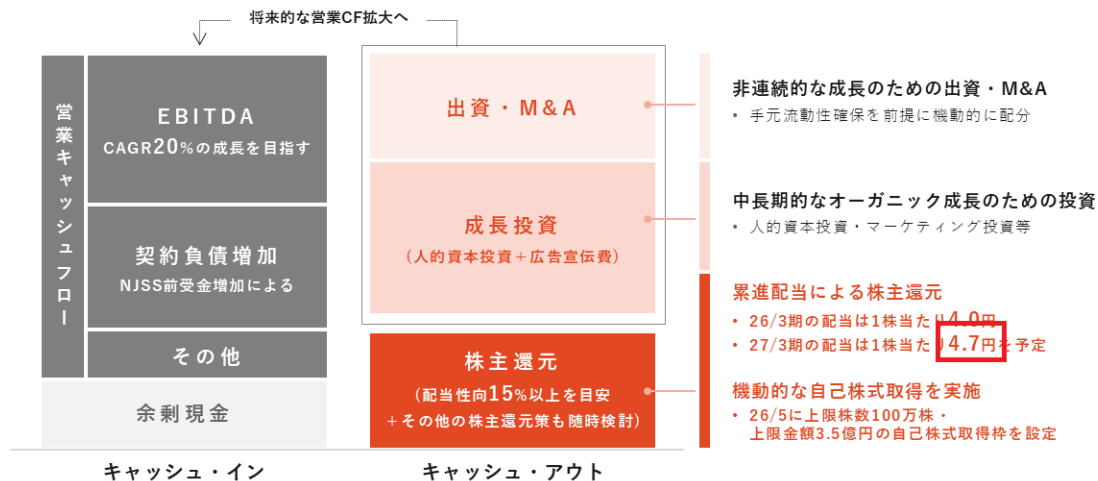 将来的な営業CF拡大へ
営業キャッシュフロー
EBITDA
CAGR20%の成長を目指す
契約負債増加
NJSS前受金増加による
その他
余剰現金
キャッシュ・イン
出資・M&A
成長投資
(人的資本投資+広告宣伝費)
株主還元
(配当性向15%以上を目安
+その他の株主還元策も随時検討)
キャッシュ・アウト
非連続的な成長のための出資・M&A
• 手元流動性確保を前提に機動的に配分
中長期的なオーガニック成長のための投資
• 人的資本投資・マーケティング投資等
累進配当による株主還元
• 26/3期の配当は1株当たり4.0円
• 27/3期の配当は1株当たり4.7円を予定
機動的な自己株式取得を実施
• 26/5に上限株数100万株・
上限金額3.5億円の自己株式取得枠を設定